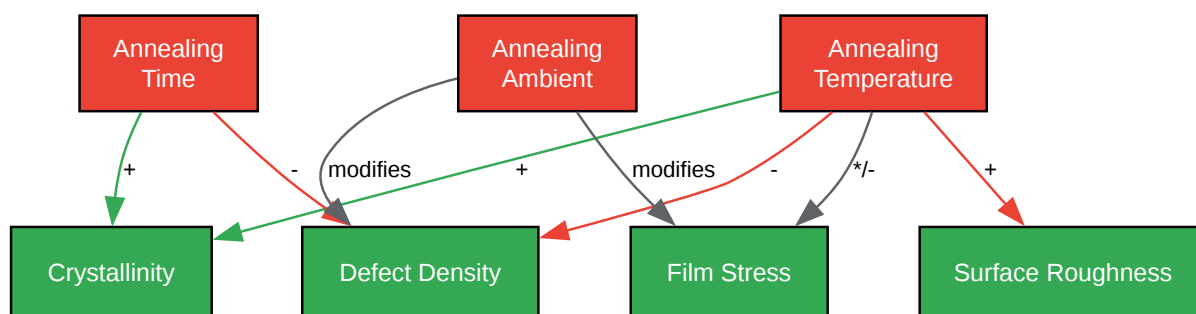 Annealing
Time
Annealing
Ambient
Annealing
Temperature
+
-
modifies
+
modifies
-
*/-
+
Crystallinity
Defect Density
Film Stress
Surface Roughness